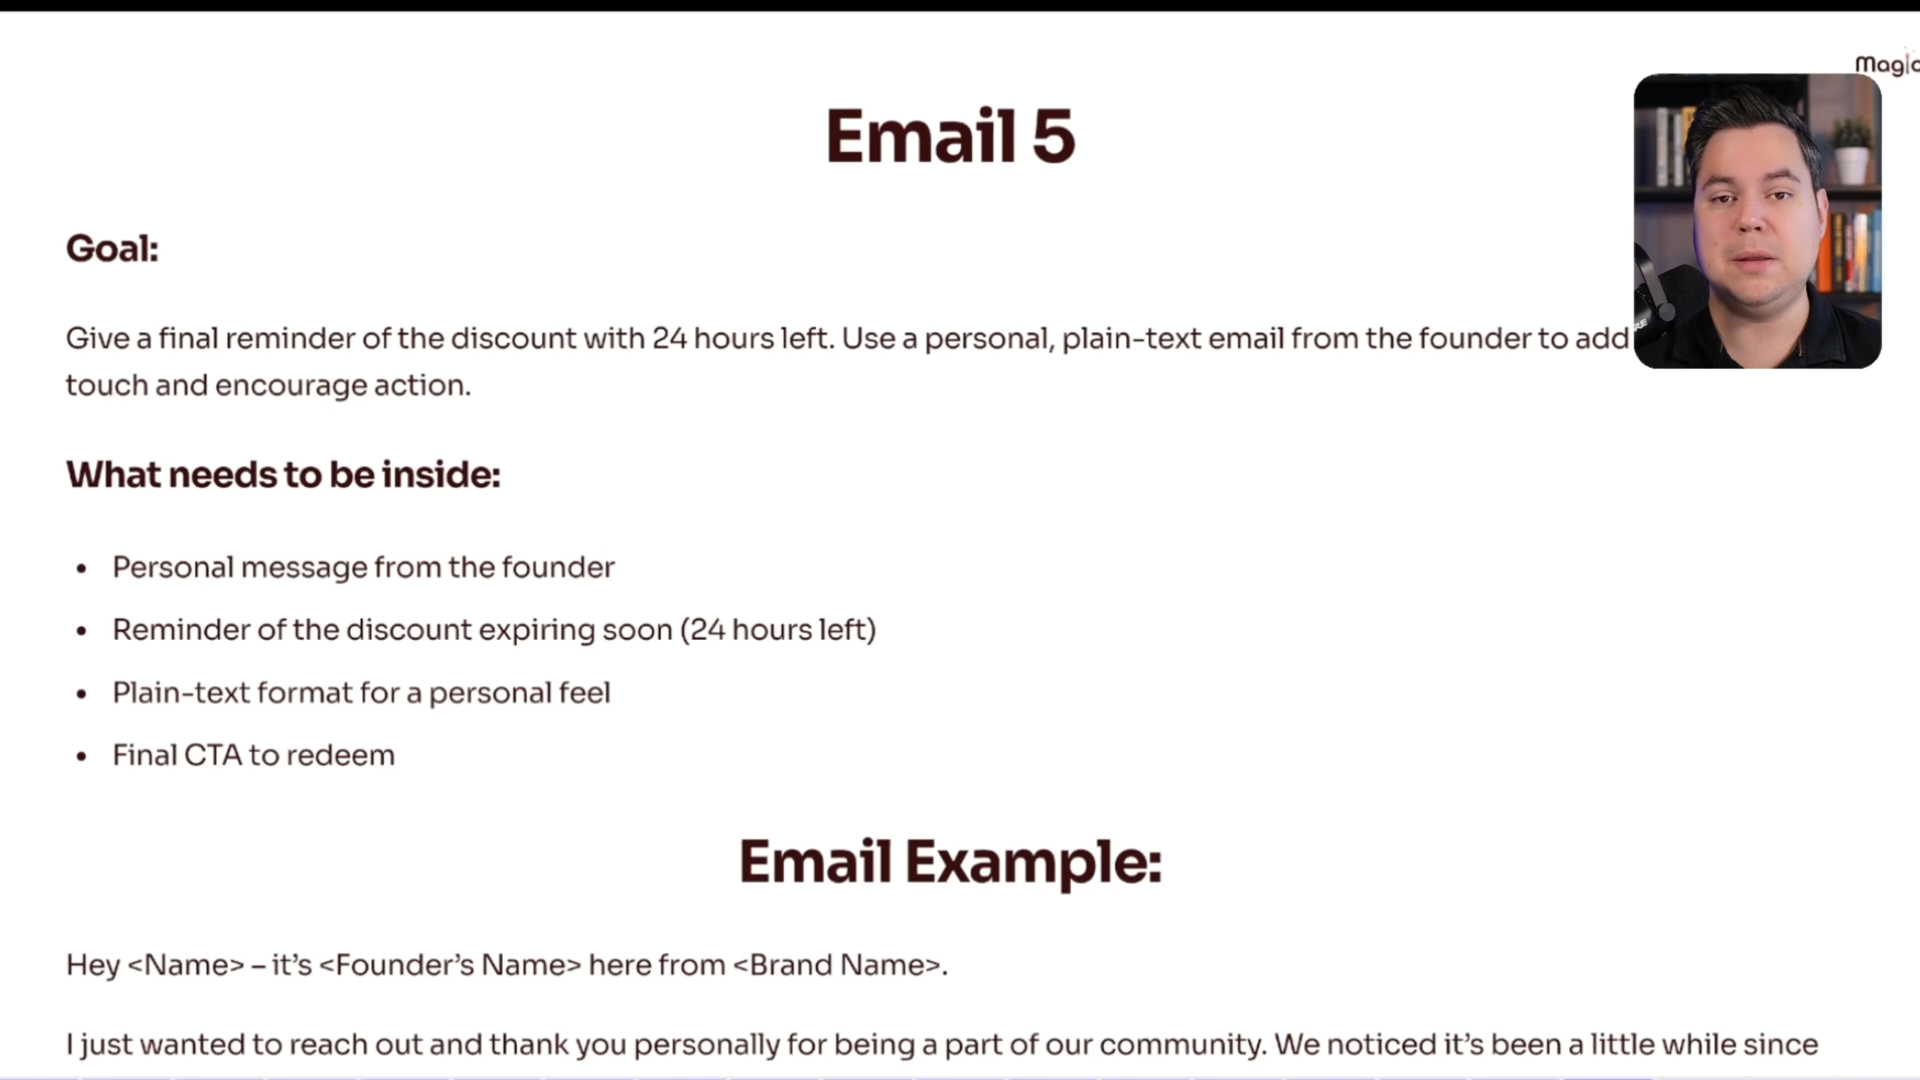 Magic
Email 5
Goal:
Give a final reminder of the discount with 24 hours left. Use a personal, plain-text email from the founder to add
touch and encourage action.
What needs to be inside:
• Personal message from the founder
• Reminder of the discount expiring soon (24 hours left)
• Plain-text format for a personal feel
• Final CTA to redeem
Email Example:
Hey <Name> – it’s <Founder’s Name> here from <Brand Name>.
I just wanted to reach out and thank you personally for being a part of our community. We noticed it’s been a little while since